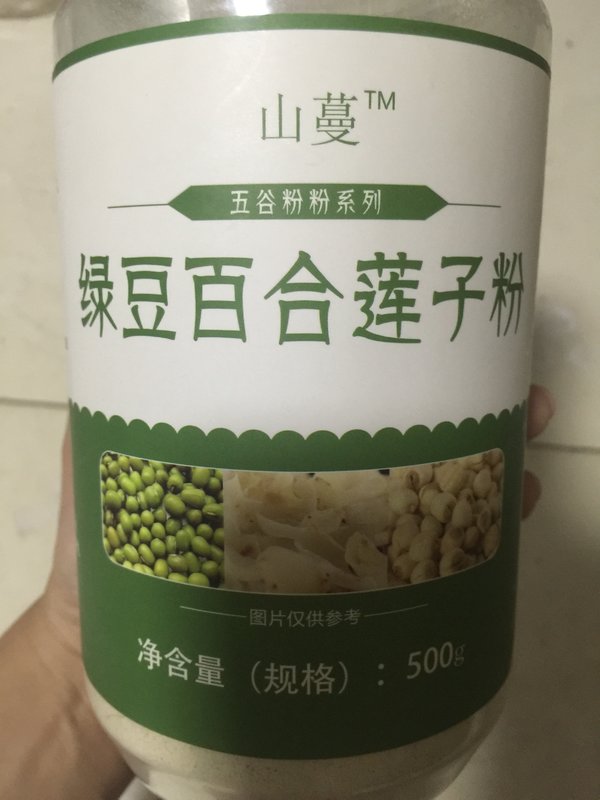 山蔓™
五谷粉粉系列
绿豆百合莲子粉
图片仅供参考
净含量（规格）：500g